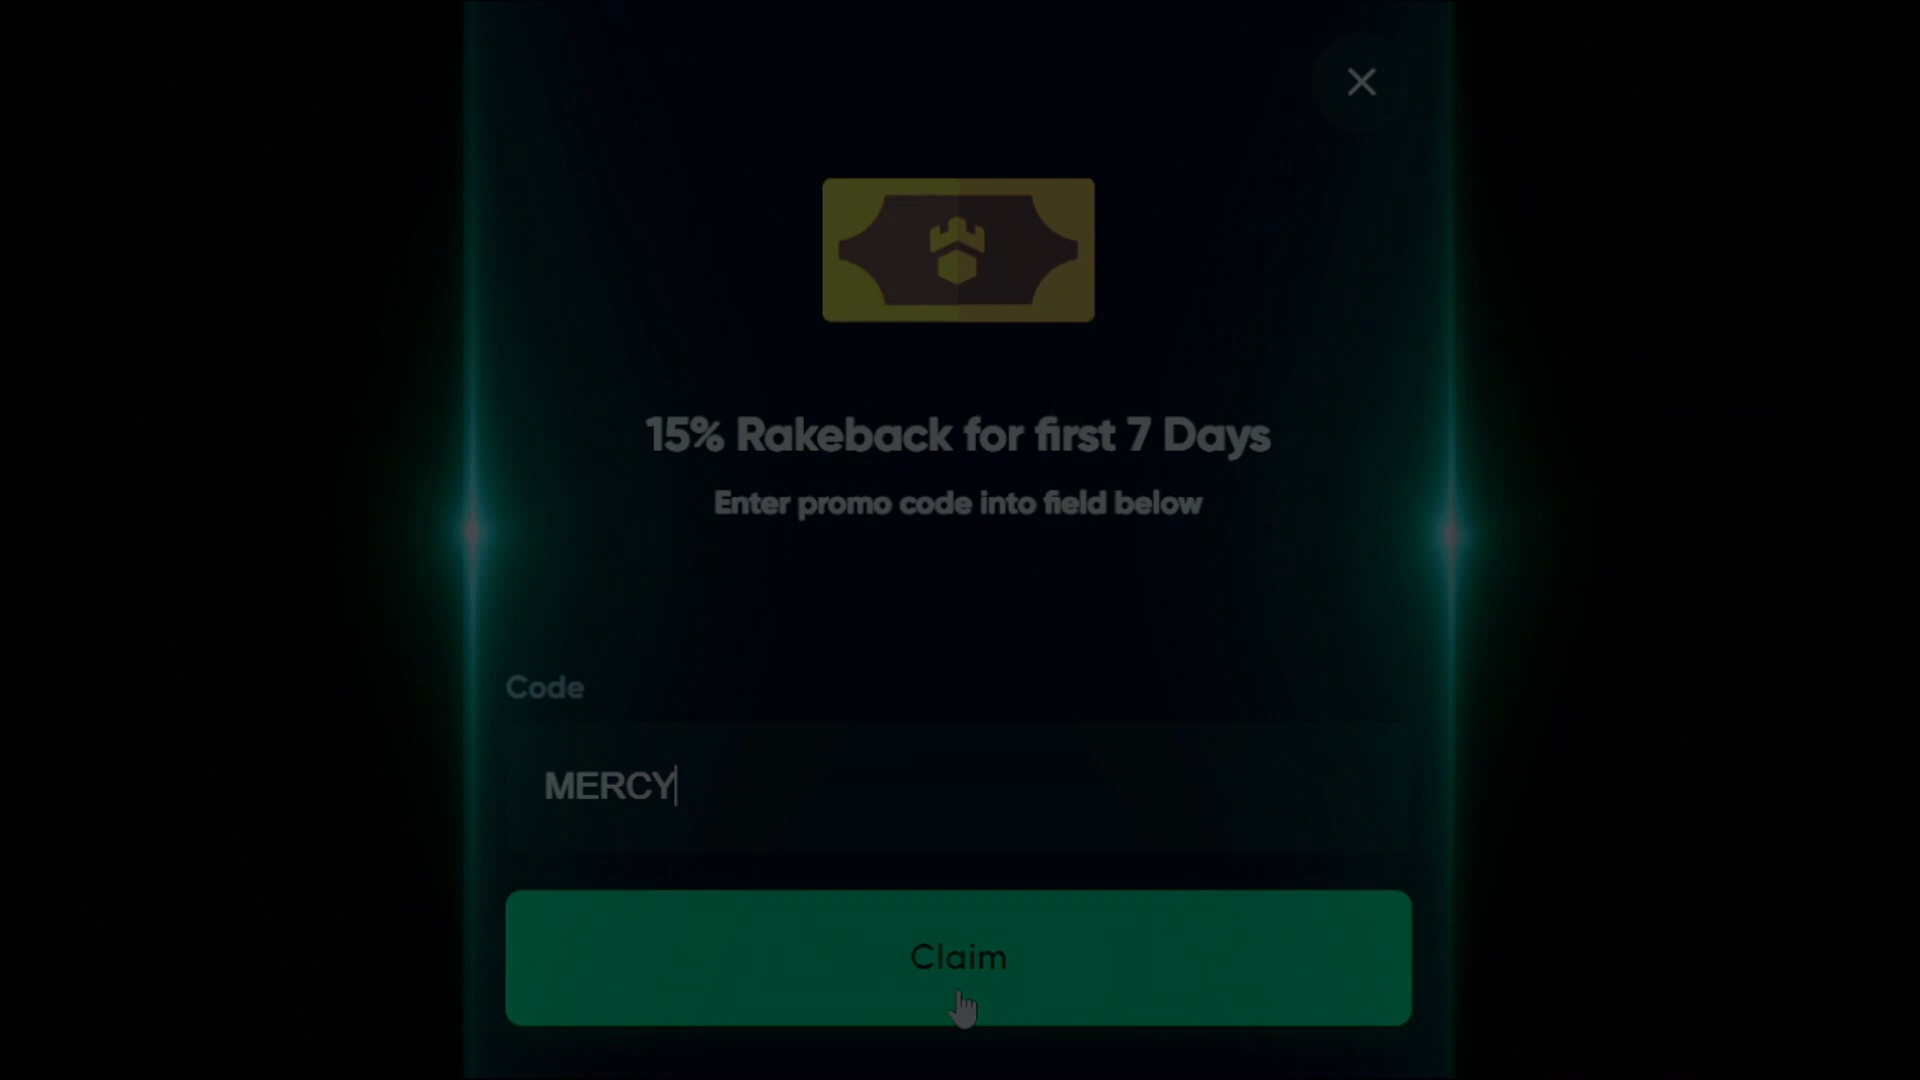 15% Rakeback for first 7 Days
Enter promo code into field below
Code
MERCY
Claim